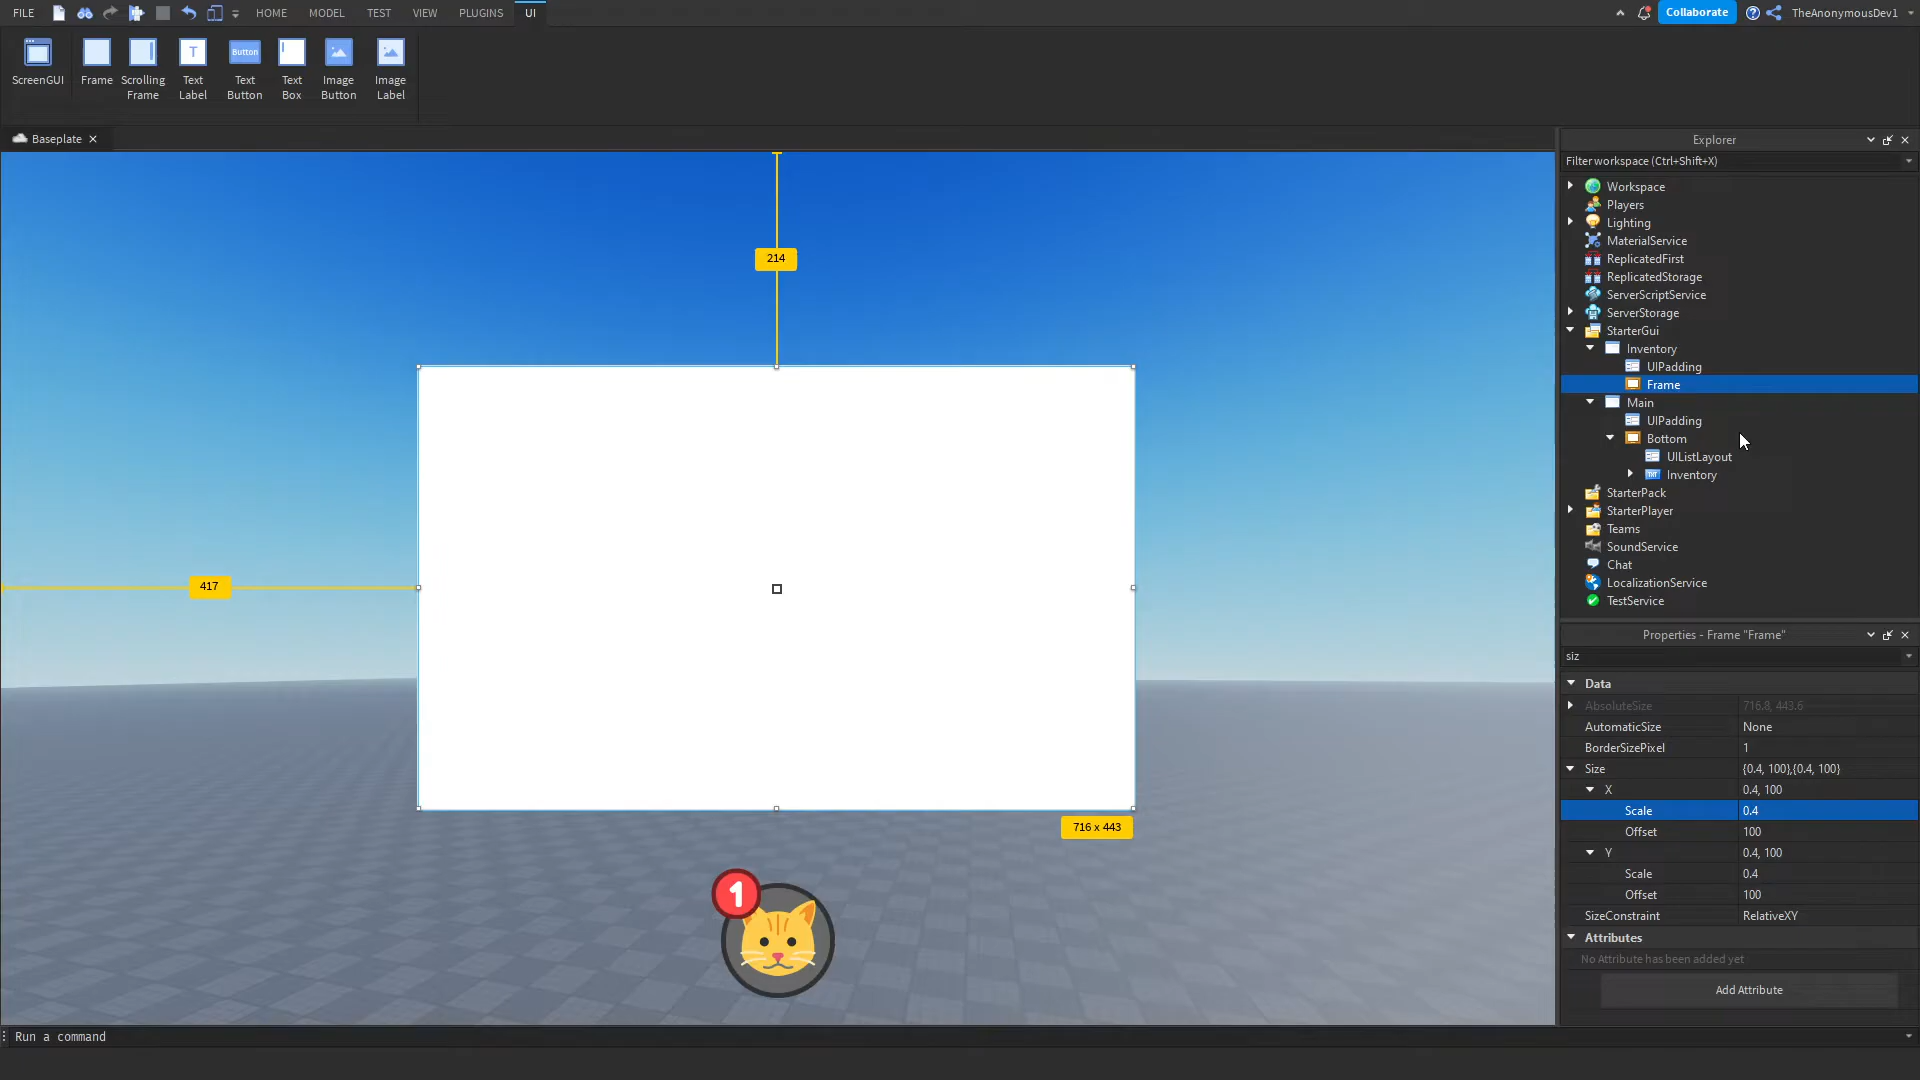 FILE HOME MODEL TEST VIEW PLUGINS UI Collaborate TheAnonymousDev1
ScreenGUI
Frame
Scrolling
Frame
Text
Label
Button
Text
Button
Text
Box
Image
Button
Image
Label
T
Baseplate
214
417
716 x 443
1
Explorer
Filter workspace (Ctrl+Shift+X)
Workspace
Players
Lighting
MaterialService
ReplicatedFirst
ReplicatedStorage
ServerScriptService
ServerStorage
StarterGui
Inventory
UIPadding
Frame
Main
UIPadding
Bottom
UIListLayout
Inventory
StarterPack
StarterPlayer
Teams
SoundService
Chat
LocalizationService
TestService
Properties - Frame "Frame"
siz
Data
AbsoluteSize 716.8, 443.6
AutomaticSize None
BorderSizePixel 1
Size {0.4, 100},{0.4, 100}
X 0.4, 100
Scale 0.4
Offset 100
Y 0.4, 100
Scale 0.4
Offset 100
SizeConstraint RelativeXY
Attributes
No Attribute has been added yet
Add Attribute
Run a command